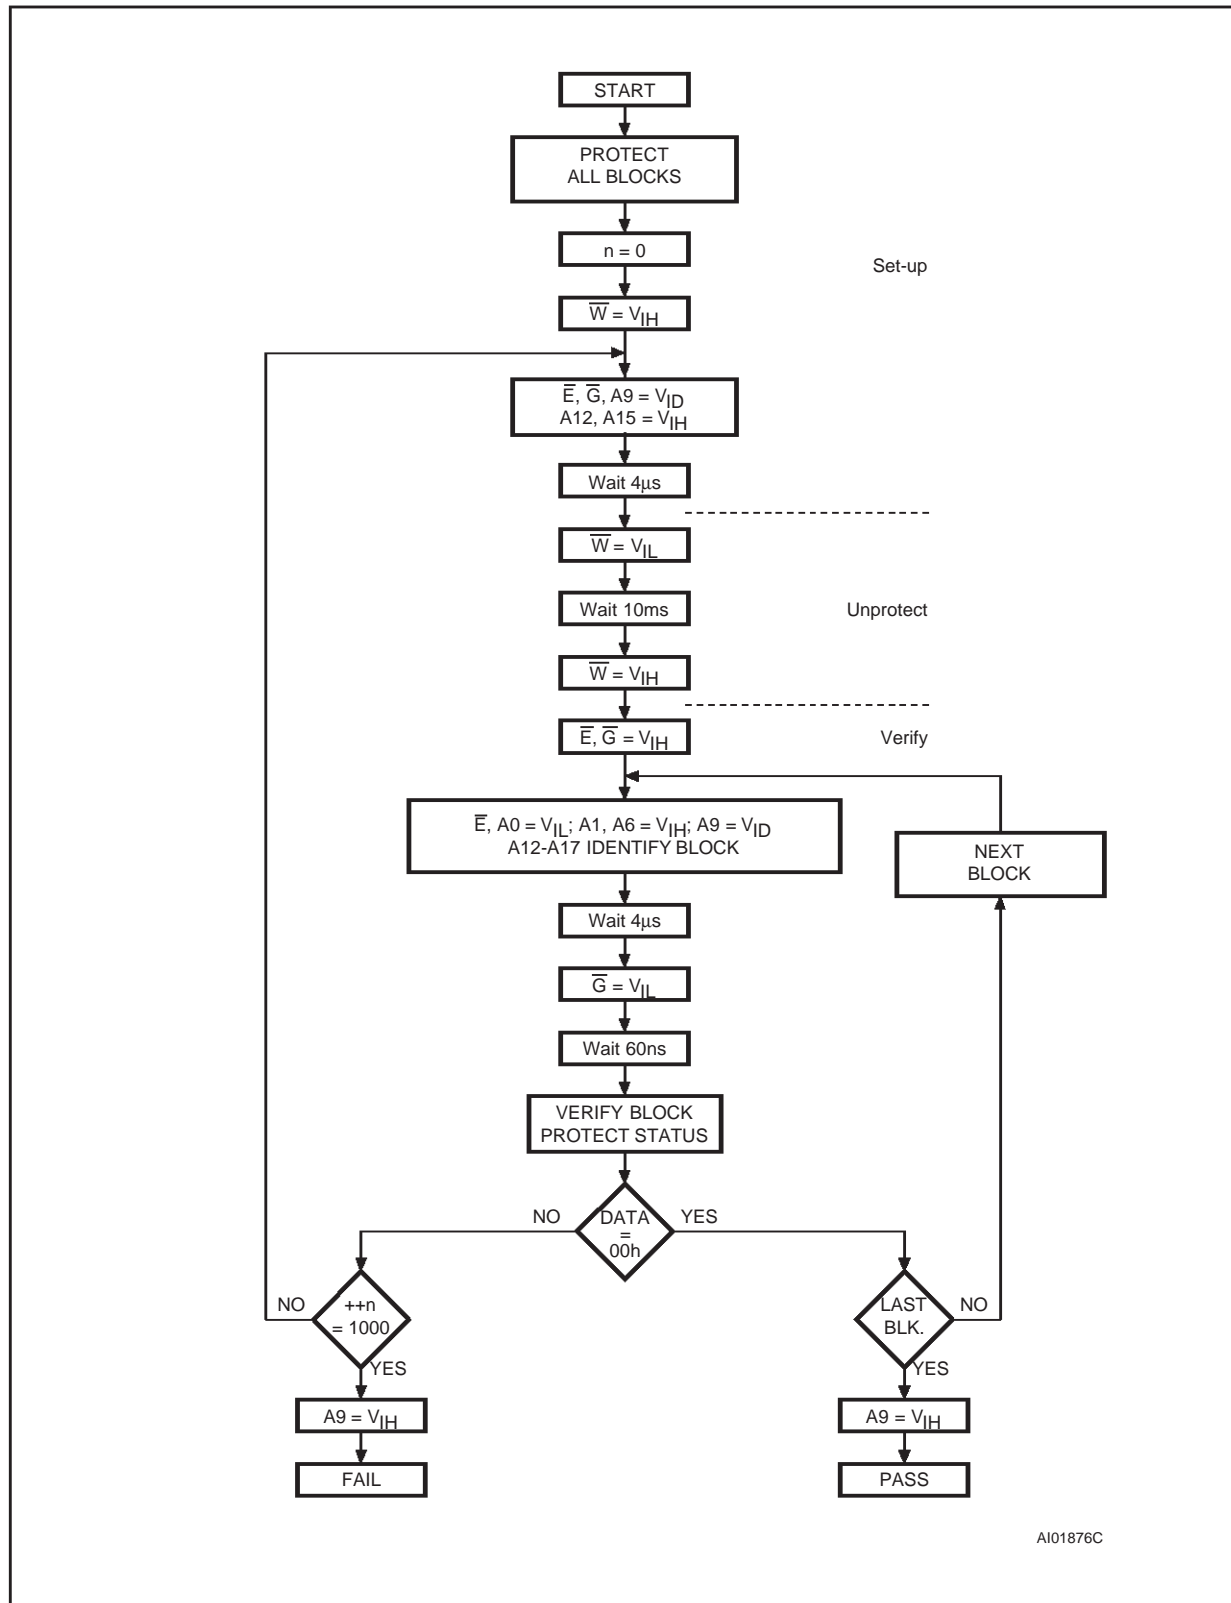 START
PROTECT
ALL BLOCKS
n = 0
Set-up
W̅ = VIH
E̅, G̅, A9 = VID
A12, A15 = VIH
Wait 4µs
W̅ = VIL
Wait 10ms
Unprotect
W̅ = VIH
E̅, G̅ = VIH
Verify
E̅, A0 = VIL; A1, A6 = VIH; A9 = VID
A12-A17 IDENTIFY BLOCK
NEXT
BLOCK
Wait 4µs
G̅ = VIL
Wait 60ns
VERIFY BLOCK
PROTECT STATUS
NO
DATA
=
00h
YES
NO
++n
= 1000
YES
LAST
BLK.
NO
YES
A9 = VIH
A9 = VIH
FAIL
PASS
AI01876C